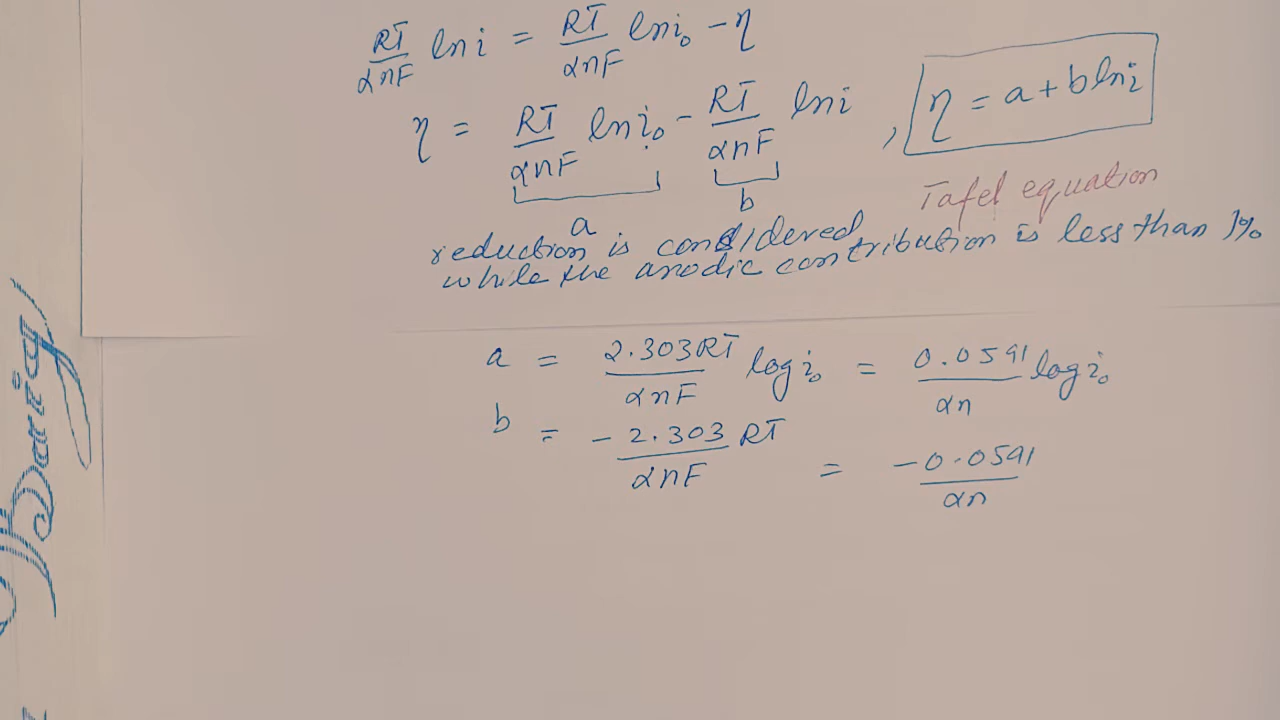 RT/αnF ln i = RT/αnF ln i₀ - η
η = RT/αnF ln i₀ - RT/αnF ln i , η = a + b ln i
a b Tafel equation
reduction is considered
while the anodic contribution is less than 1%
a = 2.303RT/αnF log i₀ = 0.0591/αn log i₀
b = -2.303 RT/αnF = -0.0591/αn